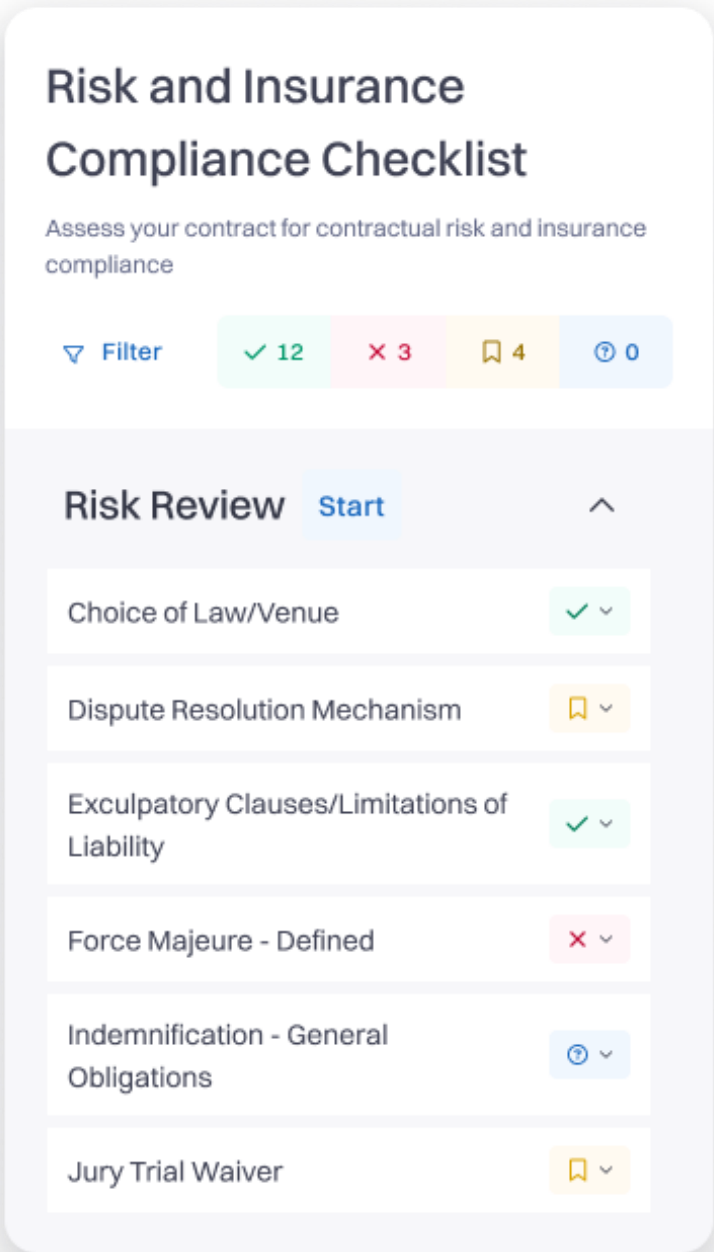 Risk and Insurance
Compliance Checklist
Assess your contract for contractual risk and insurance
compliance
Filter 12 3 4 0
Risk Review Start
Choice of Law/Venue
Dispute Resolution Mechanism
Exculpatory Clauses/Limitations of
Liability
Force Majeure - Defined
Indemnification - General
Obligations
Jury Trial Waiver